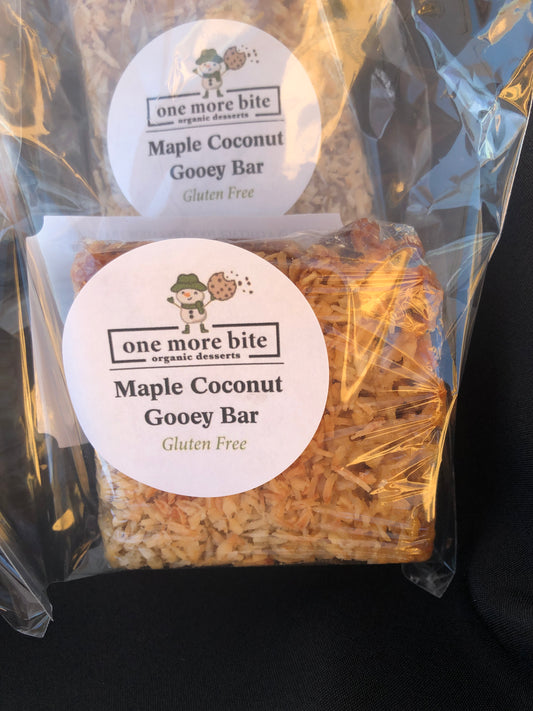 one more bite
organic desserts
Maple Coconut
Gooey Bar
Gluten Free
one more bite
organic desserts
Maple Coconut
Gooey Bar
Gluten Free